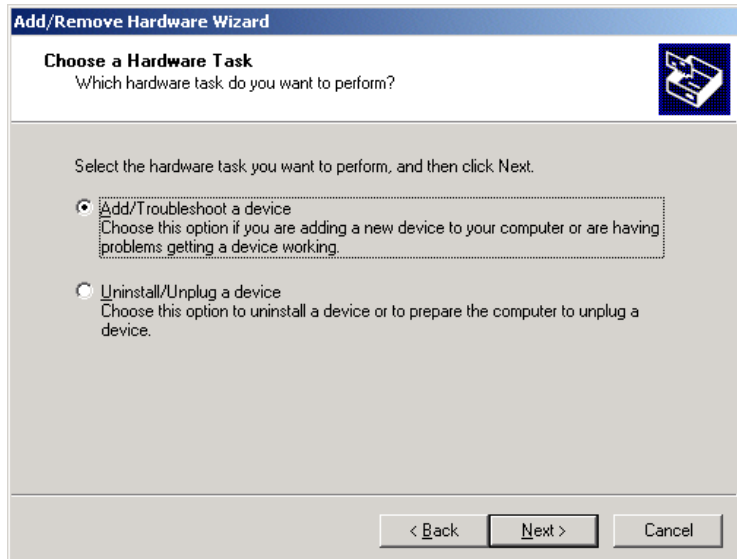 Add/Remove Hardware Wizard
Choose a Hardware Task
Which hardware task do you want to perform?
Select the hardware task you want to perform, and then click Next.
Add/Troubleshoot a device
Choose this option if you are adding a new device to your computer or are having
problems getting a device working.
Uninstall/Unplug a device
Choose this option to uninstall a device or to prepare the computer to unplug a
device.
< Back
Next >
Cancel